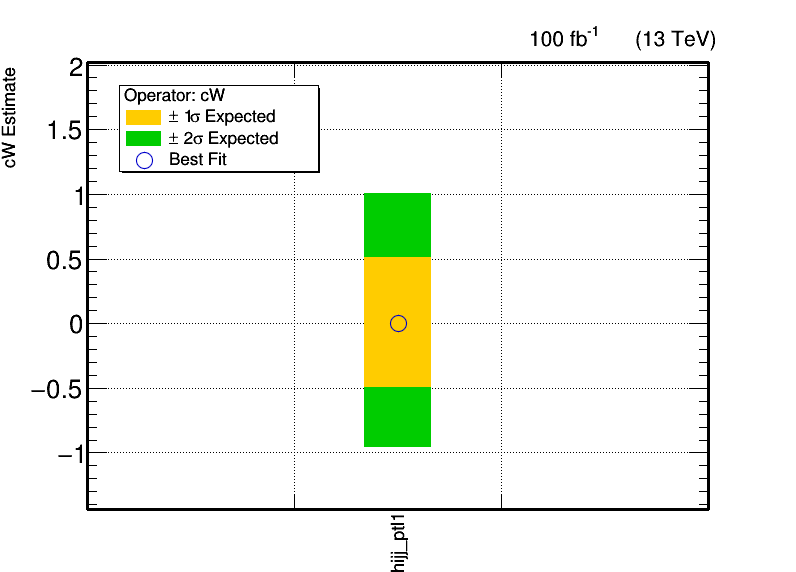 100 fb-1 (13 TeV)
cW Estimate
2
Operator: cW
± 1σ Expected
± 2σ Expected
Best Fit
1.5
1
0.5
0
−0.5
−1
hijj_ptl1